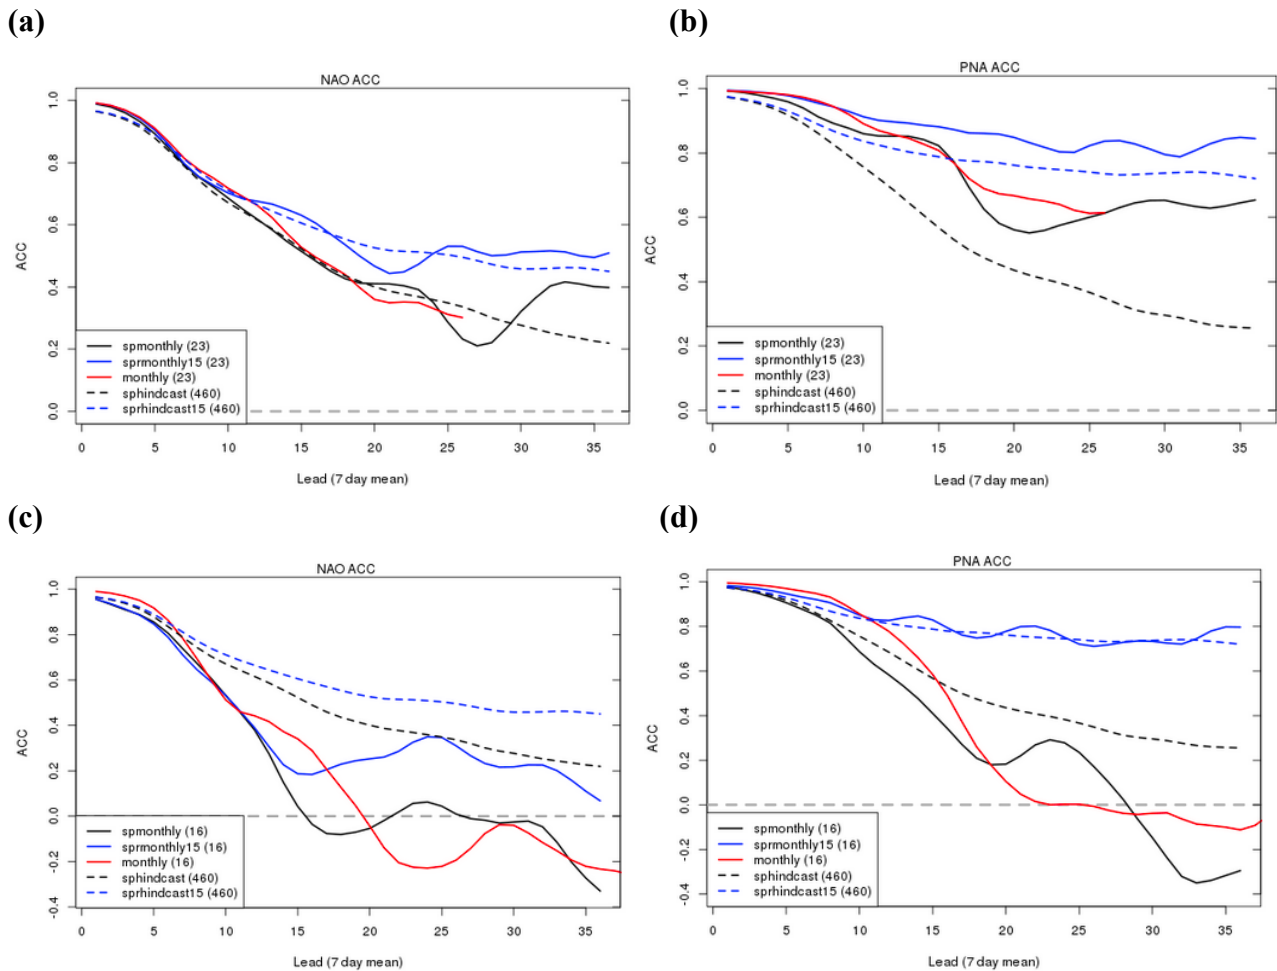 (a)
(b)
NAO ACC
PNA ACC
ACC
1.0
0.8
0.6
0.4
0.2
0.0
spmonthly (23)
sprmonthly15 (23)
monthly (23)
sphindcast (460)
sprhindcast15 (460)
0 5 10 15 20 25 30 35
Lead (7 day mean)
ACC
1.0
0.8
0.6
0.4
0.2
0.0
spmonthly (23)
sprmonthly15 (23)
monthly (23)
sphindcast (460)
sprhindcast15 (460)
0 5 10 15 20 25 30 35
Lead (7 day mean)
(c)
(d)
NAO ACC
PNA ACC
ACC
1.0
0.8
0.6
0.4
0.2
0.0
-0.2
-0.4
spmonthly (16)
sprmonthly15 (16)
monthly (16)
sphindcast (460)
sprhindcast15 (460)
0 5 10 15 20 25 30 35
Lead (7 day mean)
ACC
1.0
0.8
0.6
0.4
0.2
0.0
-0.2
-0.4
spmonthly (16)
sprmonthly15 (16)
monthly (16)
sphindcast (460)
sprhindcast15 (460)
0 5 10 15 20 25 30 35
Lead (7 day mean)